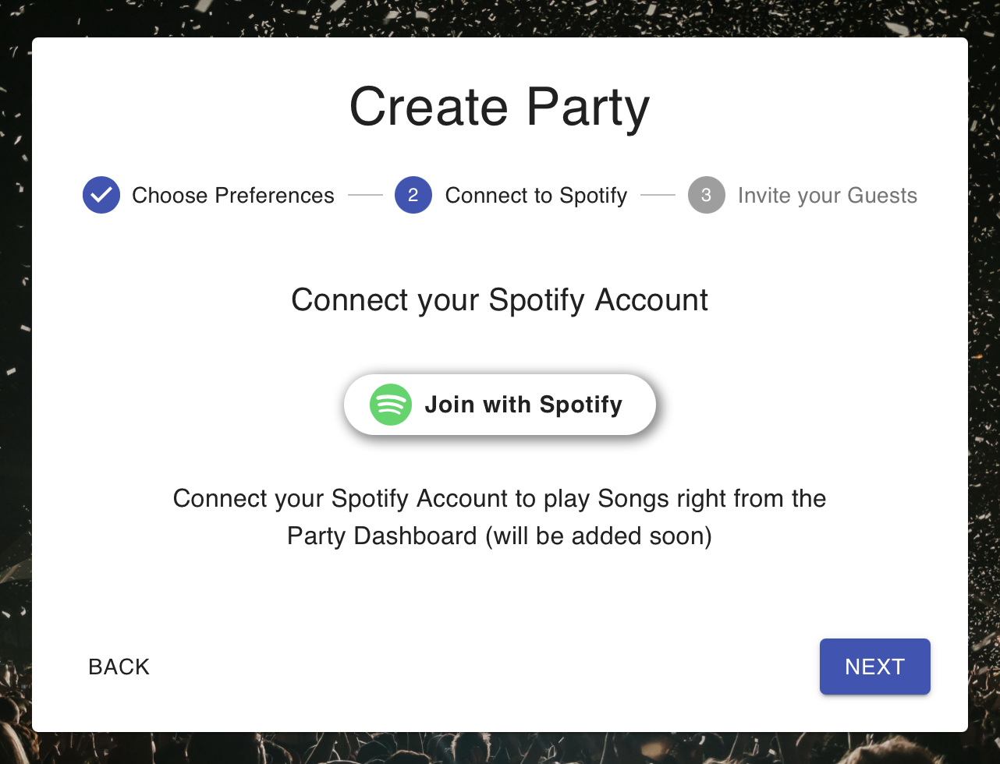 Create Party
Choose Preferences 2 Connect to Spotify 3 Invite your Guests
Connect your Spotify Account
Join with Spotify
Connect your Spotify Account to play Songs right from the
Party Dashboard (will be added soon)
BACK NEXT